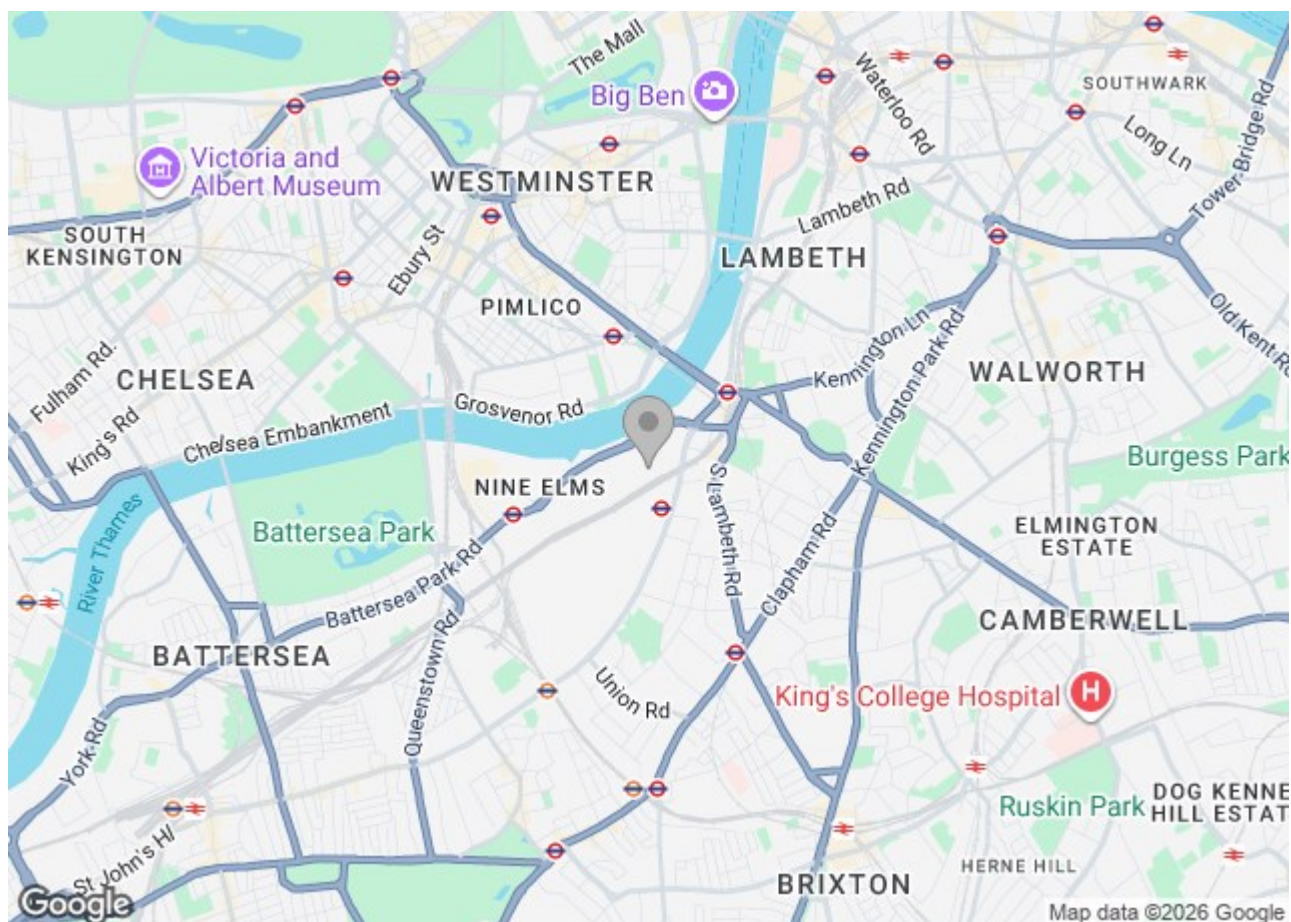 The Mall
Big Ben
Waterloo Rd
SOUTHWARK
Tower Bridge Rd
Long Ln
Victoria and
Albert Museum
WESTMINSTER
Lambeth Rd
SOUTH
KENSINGTON
Ebury St
LAMBETH
PIMLICO
Old Kent Rd
Fulham Rd.
CHELSEA
Kennington Ln
Kennington Park Rd
WALWORTH
King's Rd
Chelsea Embankment
Grosvenor Rd
Burgess Park
NINE ELMS
S Lambeth Rd
Battersea Park
Clapham Rd
ELMINGTON
ESTATE
River Thames
Battersea Park Rd
CAMBERWELL
BATTERSEA
Queenstown Rd
Union Rd
King's College Hospital
H
York Rd
Ruskin Park
DOG KENNE
HILL ESTAT
St John's Hl
HERNE HILL
BRIXTON
Google
Map data ©2026 Google